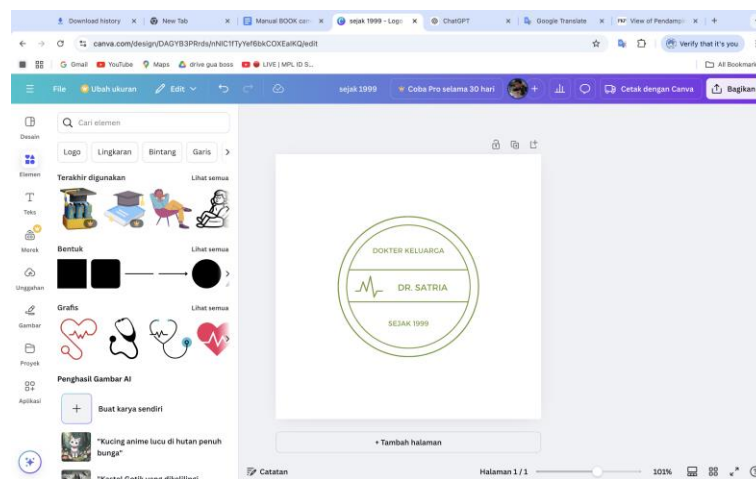 Download history
New Tab
Manual BOOK cam
sejak 1999 - Logo
ChatGPT
Google Translate
View of Pendampi
canva.com/design/DAGYB3PRrds/nNIC1fTyYef6bkCOXEalKQ/edit
Verify that it's you
Gmail
YouTube
Maps
drive gua boss
LIVE | MPL ID S...
All Bookmark
File
Ubah ukuran
Edit
sejak 1999
Coba Pro selama 30 hari
Cetak dengan Canva
Bagikan
Desain
Elemen
Teks
Merek
Unggahan
Gambar
Proyek
Aplikasi
Cari elemen
Logo
Lingkaran
Bintang
Garis
Terakhir digunakan
Lihat semua
Bentuk
Lihat semua
Grafis
Lihat semua
Penghasil Gambar AI
Buat karya sendiri
"Kucing anime lucu di hutan penuh
bunga"
DOKTER KELUARGA
DR. SATRIA
SEJAK 1999
+ Tambah halaman
Catatan
Halaman 1 / 1
101%